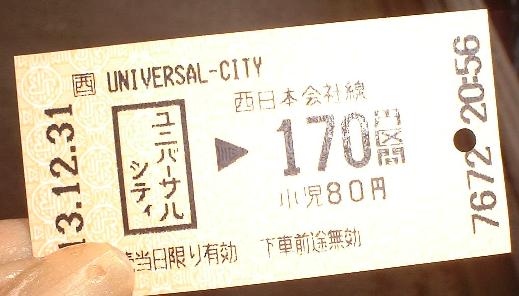 西 UNIVERSAL-CITY
西日本会社線
ユニバーサル
シティ
▶ 170円区間
小児80円
当日限り有効 下車前途無効
13.12.31
7672 20:56